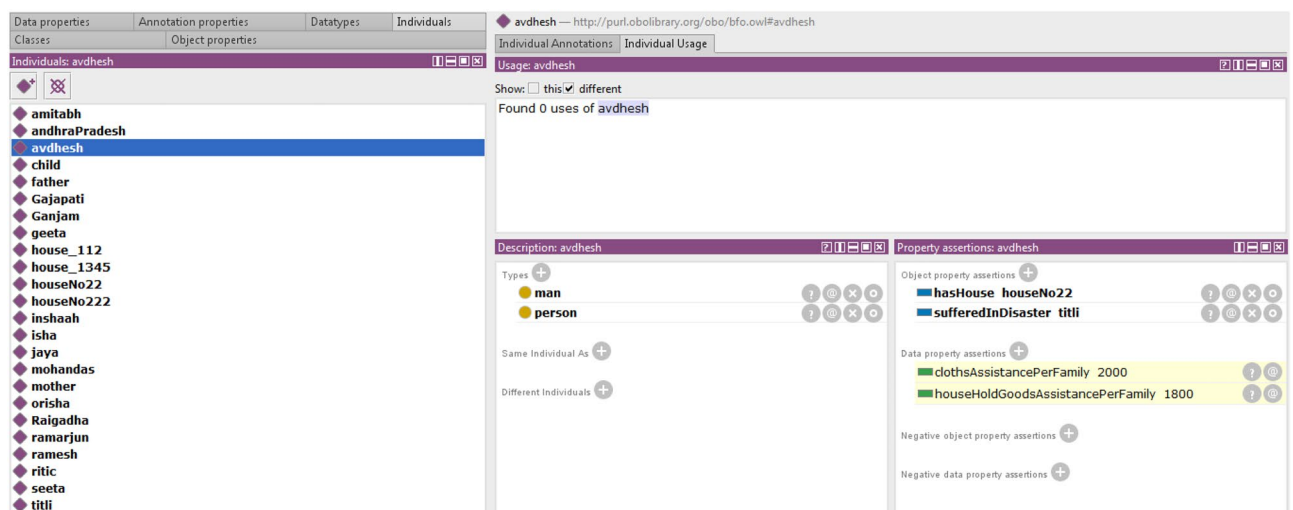 Data properties Annotation properties Datatypes Individuals
Classes Object properties
Individuals: avdhesh
amitabh
andhraPradesh
avdhesh
child
father
Gajapati
Ganjam
geeta
house_112
house_1345
houseNo22
houseNo222
inshaah
isha
jaya
mohandas
mother
orisha
Raigadha
ramarjun
ramesh
ritic
seeta
titli
avdhesh — http://purl.obolibrary.org/obo/bfo.owl#avdhesh
Individual Annotations Individual Usage
Usage: avdhesh
Show: this different
Found 0 uses of avdhesh
Description: avdhesh
Types
man
person
Same Individual As
Different Individuals
Property assertions: avdhesh
Object property assertions
hasHouse houseNo22
sufferedInDisaster titli
Data property assertions
clothsAssistancePerFamily 2000
houseHoldGoodsAssistancePerFamily 1800
Negative object property assertions
Negative data property assertions